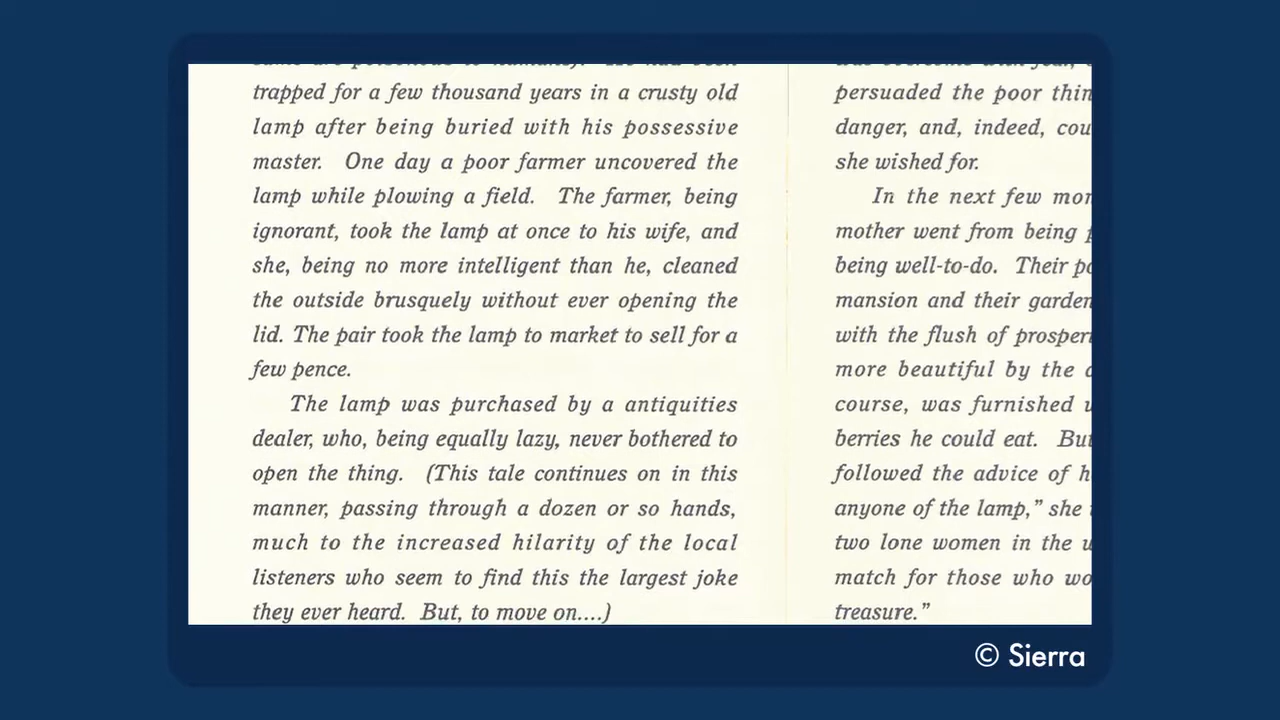 trapped for a few thousand years in a crusty old
lamp after being buried with his possessive
master. One day a poor farmer uncovered the
lamp while plowing a field. The farmer, being
ignorant, took the lamp at once to his wife, and
she, being no more intelligent than he, cleaned
the outside brusquely without ever opening the
lid. The pair took the lamp to market to sell for a
few pence.
The lamp was purchased by a antiquities
dealer, who, being equally lazy, never bothered to
open the thing. (This tale continues on in this
manner, passing through a dozen or so hands,
much to the increased hilarity of the local
listeners who seem to find this the largest joke
they ever heard. But, to move on....)
persuaded the poor
danger, and, indeed,
she wished for.
In the next few
mother went from being
being well-to-do. Their
mansion and their
with the flush of
more beautiful by the
course, was furnished
berries he could eat.
followed the advice of
anyone of the lamp,” she
two lone women in the
match for those who
treasure.”
© Sierra